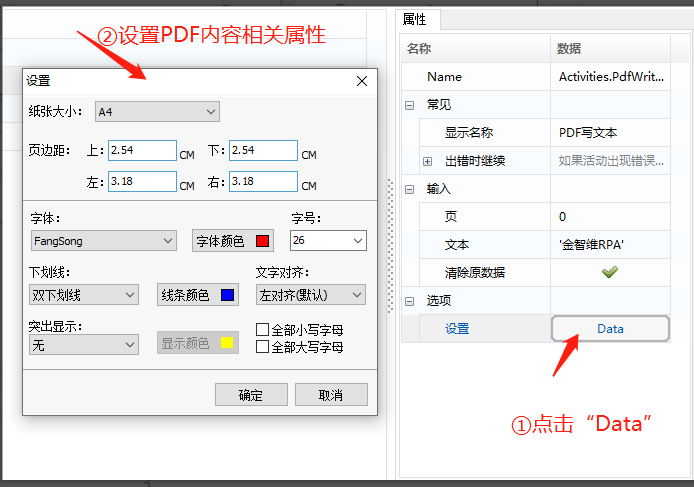 ②设置PDF内容相关属性
设置
纸张大小： A4
页边距： 上： 2.54 CM 下： 2.54 CM
左： 3.18 CM 右： 3.18 CM
字体： 字号：
FangSong 字体颜色 26
下划线： 文字对齐：
双下划线 线条颜色 左对齐(默认)
突出显示： 全部小写字母
无 显示颜色 全部大写字母
确定 取消
属性
名称 数据
Name Activities.PdfWrit...
常见
显示名称 PDF写文本
出错时继续 如果活动出现错误...
输入
页 0
文本 '金智维RPA'
清除原数据
选项
设置 Data
①点击“Data”